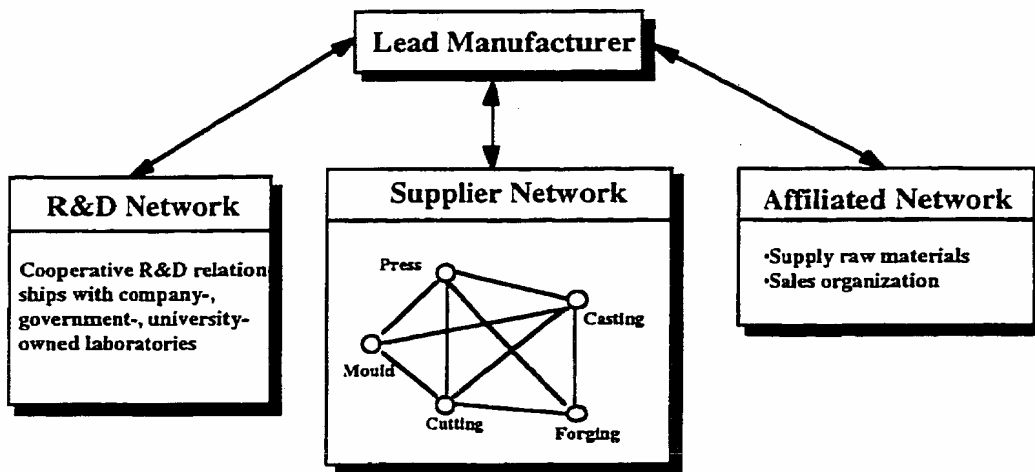 Lead Manufacturer
R&D Network
Cooperative R&D relation
ships with company-,
government-, university-
owned laboratories
Supplier Network
Press
Casting
Mould
Cutting
Forging
Affiliated Network
•Supply raw materials
•Sales organization